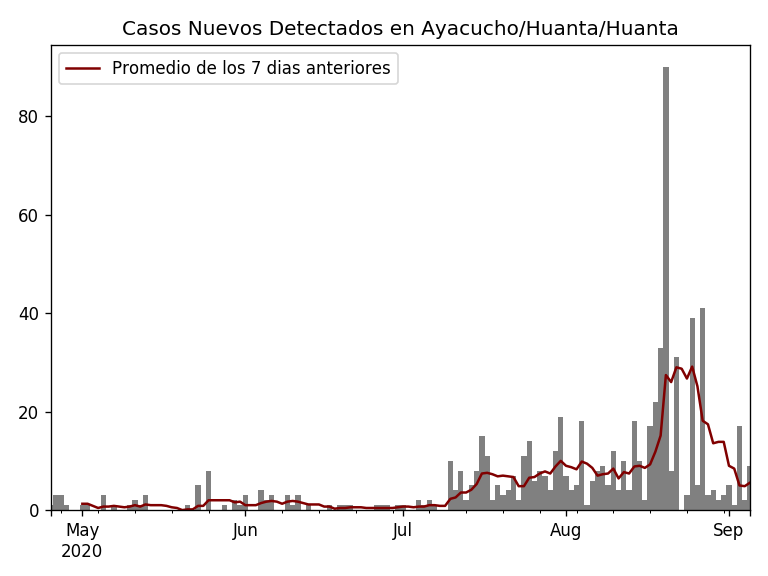 Casos Nuevos Detectados en Ayacucho/Huanta/Huanta
Promedio de los 7 dias anteriores
80
60
40
20
0
May Jun Jul Aug Sep
2020